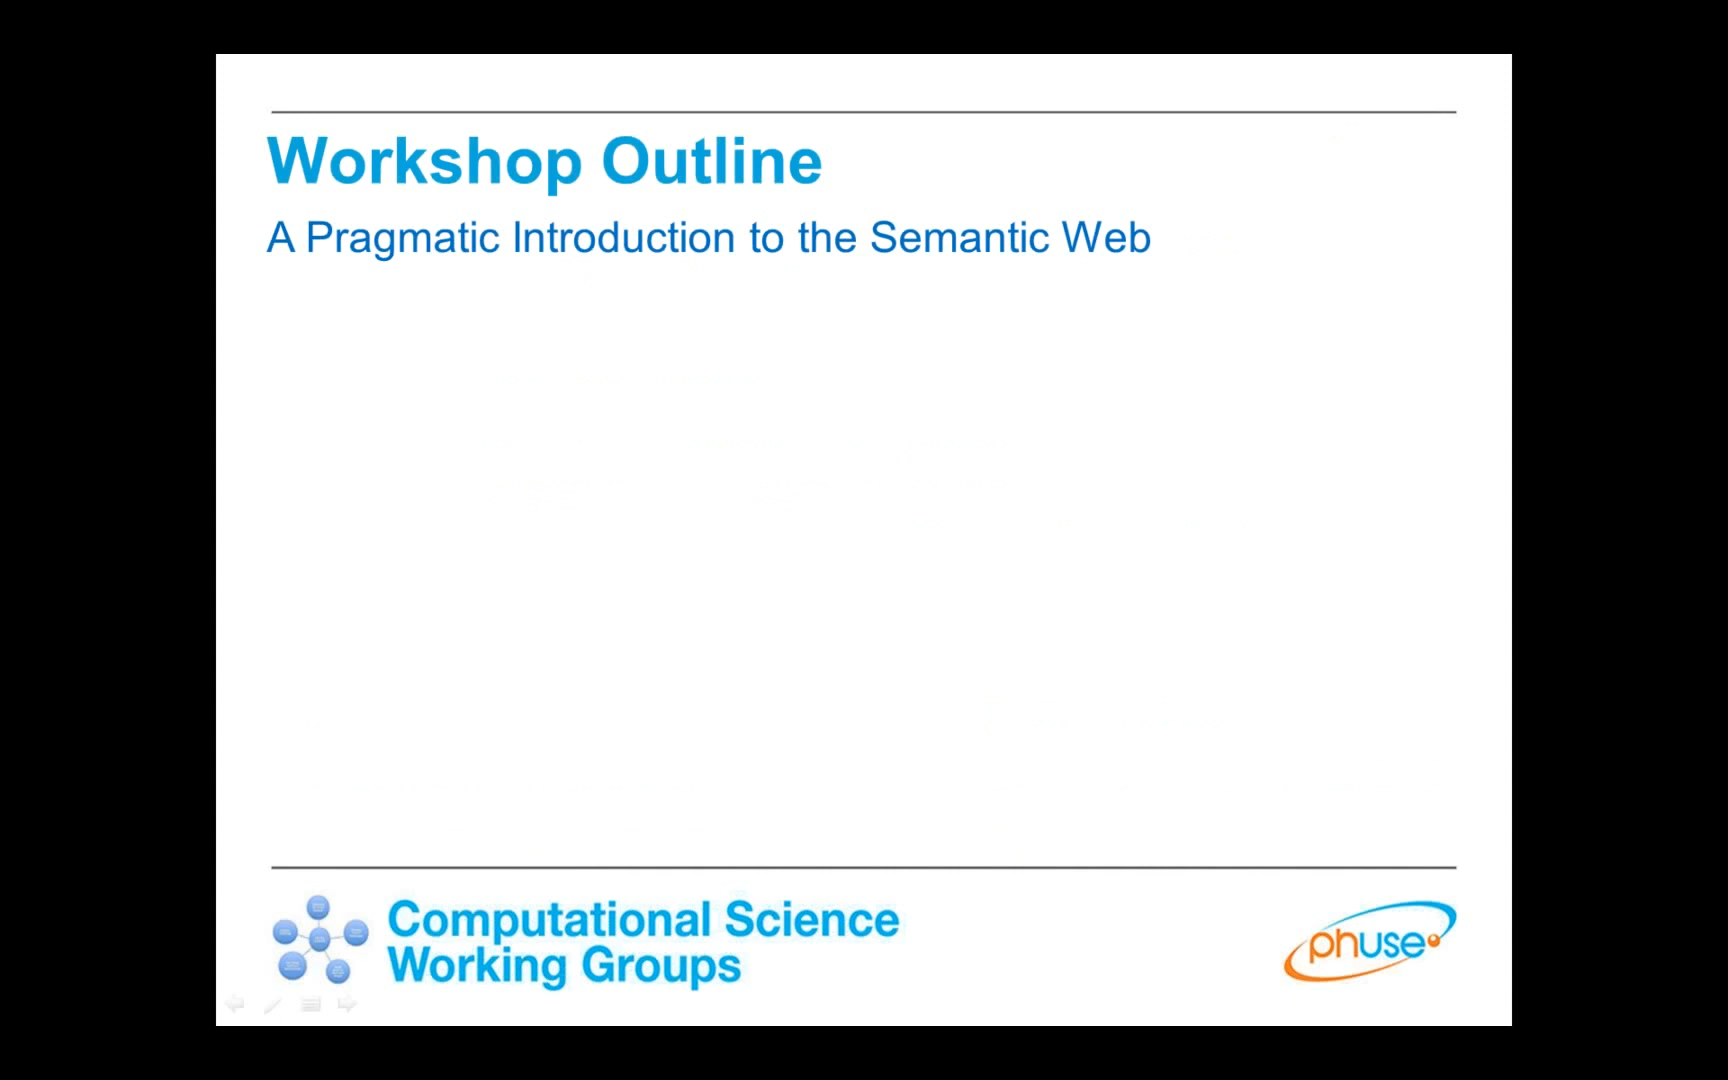 Workshop Outline
A Pragmatic Introduction to the Semantic Web
Computational Science
Working Groups
phuse